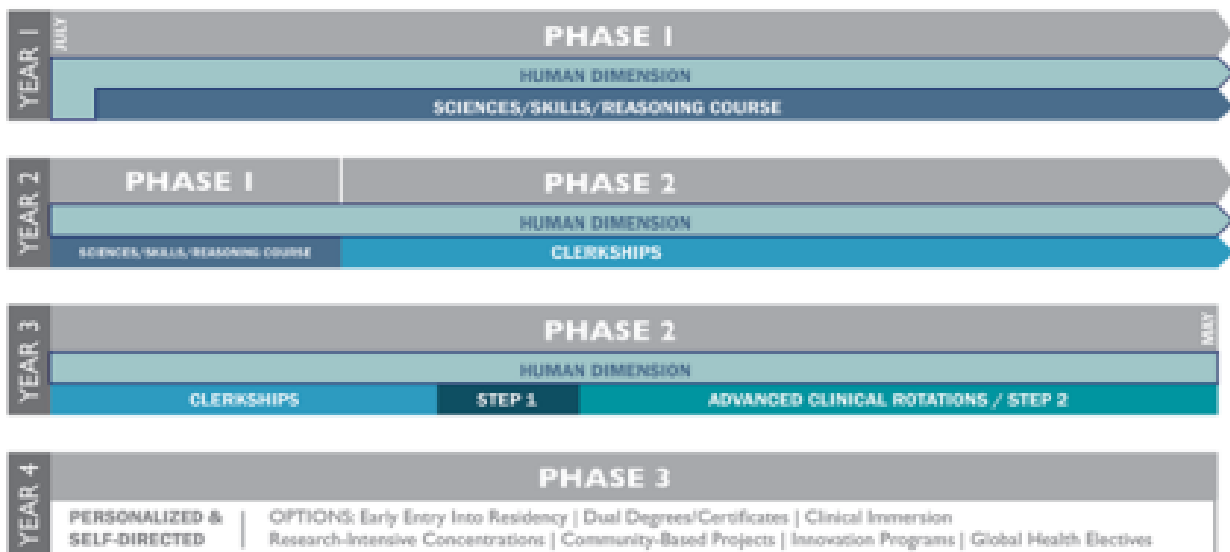 YEAR 1
JULY
PHASE I
HUMAN DIMENSION
SCIENCES/SKILLS/REASONING COURSE
YEAR 2
PHASE I
PHASE 2
HUMAN DIMENSION
SCIENCES/SKILLS/REASONING COURSE
CLERKSHIPS
YEAR 3
PHASE 2
MAY
HUMAN DIMENSION
CLERKSHIPS
STEP 1
ADVANCED CLINICAL ROTATIONS / STEP 2
YEAR 4
PHASE 3
PERSONALIZED &
SELF-DIRECTED
OPTIONS: Early Entry Into Residency | Dual Degrees/Certificates | Clinical Immersion
Research-Intensive Concentrations | Community-Based Projects | Innovation Programs | Global Health Electives